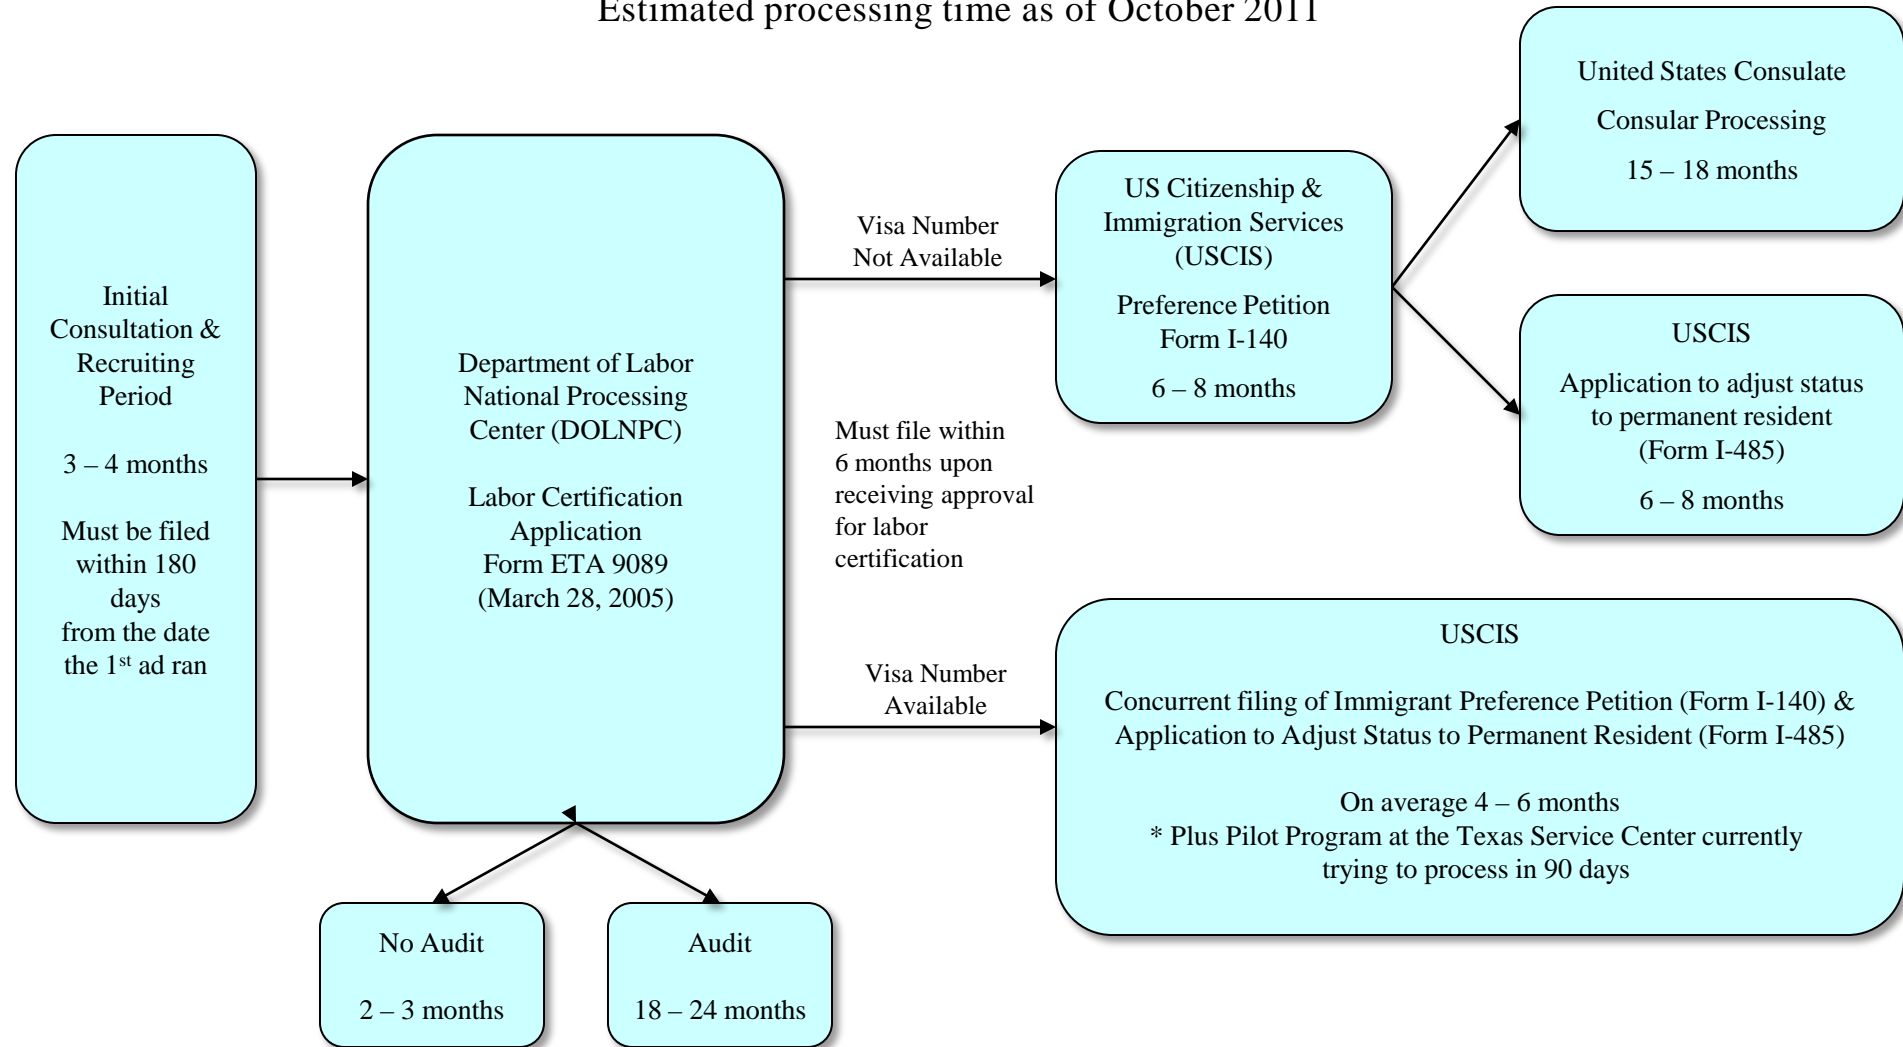 Estimated processing time as of October 2011
Initial
Consultation &
Recruiting
Period
3 – 4 months
Must be filed
within 180
days
from the date
the 1st ad ran
Department of Labor
National Processing
Center (DOLNPC)
Labor Certification
Application
Form ETA 9089
(March 28, 2005)
No Audit
2 – 3 months
Audit
18 – 24 months
Visa Number
Not Available
Must file within
6 months upon
receiving approval
for labor
certification
Visa Number
Available
US Citizenship &
Immigration Services
(USCIS)
Preference Petition
Form I-140
6 – 8 months
United States Consulate
Consular Processing
15 – 18 months
USCIS
Application to adjust status
to permanent resident
(Form I-485)
6 – 8 months
USCIS
Concurrent filing of Immigrant Preference Petition (Form I-140) &
Application to Adjust Status to Permanent Resident (Form I-485)
On average 4 – 6 months
* Plus Pilot Program at the Texas Service Center currently
trying to process in 90 days